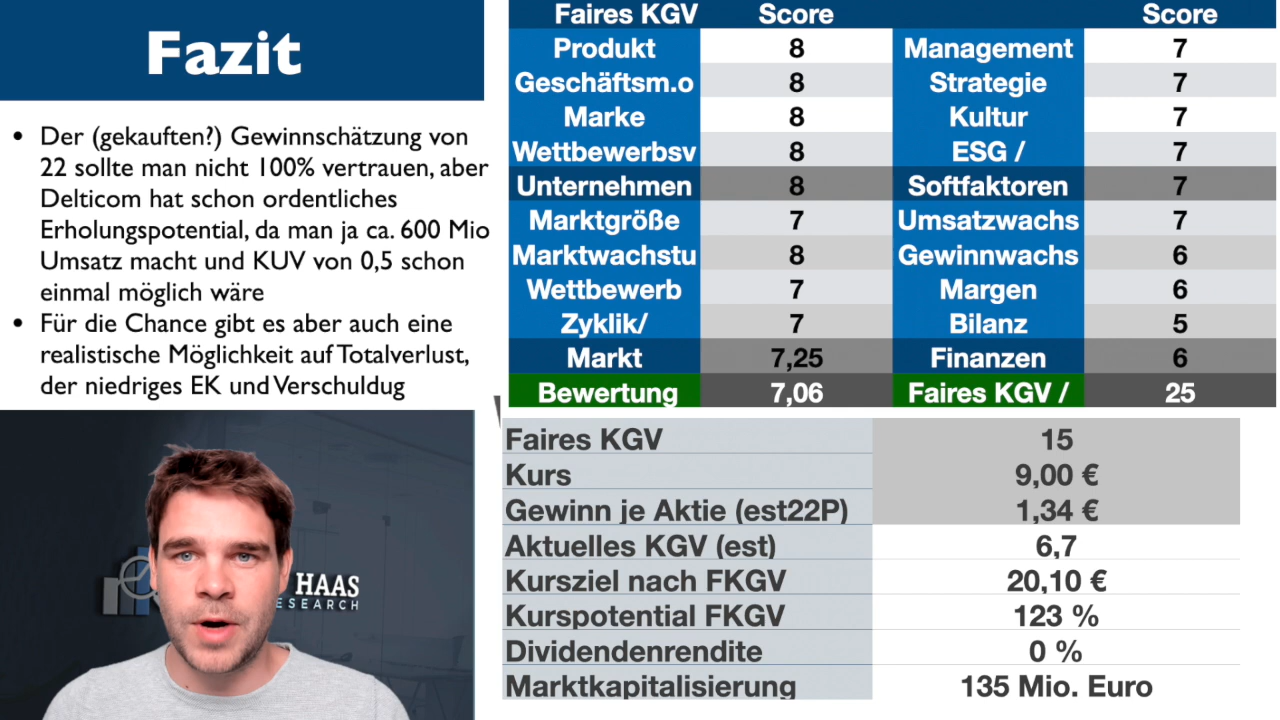 Fazit
• Der (gekauften?) Gewinnschätzung von
22 sollte man nicht 100% vertrauen, aber
Delticom hat schon ordentliches
Erholungspotential, da man ja ca. 600 Mio
Umsatz macht und KUV von 0,5 schon
einmal möglich wäre
• Für die Chance gibt es aber auch eine
realistische Möglichkeit auf Totalverlust,
der niedriges EK und Verschuldug
HAAS
ESEARCH
Faires KGV Score Score
Produkt 8 Management 7
Geschäftsm.o 8 Strategie 7
Marke 8 Kultur 7
Wettbewerbsv 8 ESG / 7
Unternehmen 8 Softfaktoren 7
Marktgröße 7 Umsatzwachs 7
Marktwachstu 8 Gewinnwachs 6
Wettbewerb 7 Margen 6
Zyklik/ 7 Bilanz 5
Markt 7,25 Finanzen 6
Bewertung 7,06 Faires KGV / 25
Faires KGV 15
Kurs 9,00 €
Gewinn je Aktie (est22P) 1,34 €
Aktuelles KGV (est) 6,7
Kursziel nach FKGV 20,10 €
Kurspotential FKGV 123 %
Dividendenrendite 0 %
Marktkapitalisierung 135 Mio. Euro